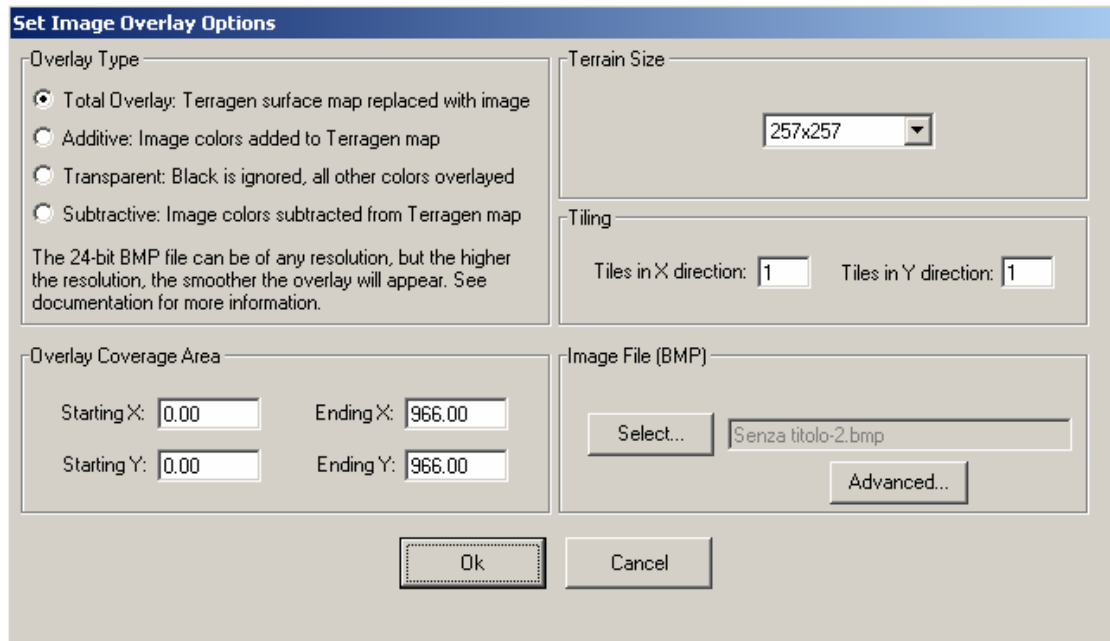 Set Image Overlay Options
Overlay Type
Total Overlay: Terragen surface map replaced with image
Additive: Image colors added to Terragen map
Transparent: Black is ignored, all other colors overlayed
Subtractive: Image colors subtracted from Terragen map
The 24-bit BMP file can be of any resolution, but the higher
the resolution, the smoother the overlay will appear. See
documentation for more information.
Terrain Size
257x257
Tiling
Tiles in X direction: 1 Tiles in Y direction: 1
Overlay Coverage Area
Starting X: 0.00 Ending X: 966.00
Starting Y: 0.00 Ending Y: 966.00
Image File (BMP)
Select... Senza titolo-2.bmp
Advanced...
Ok Cancel